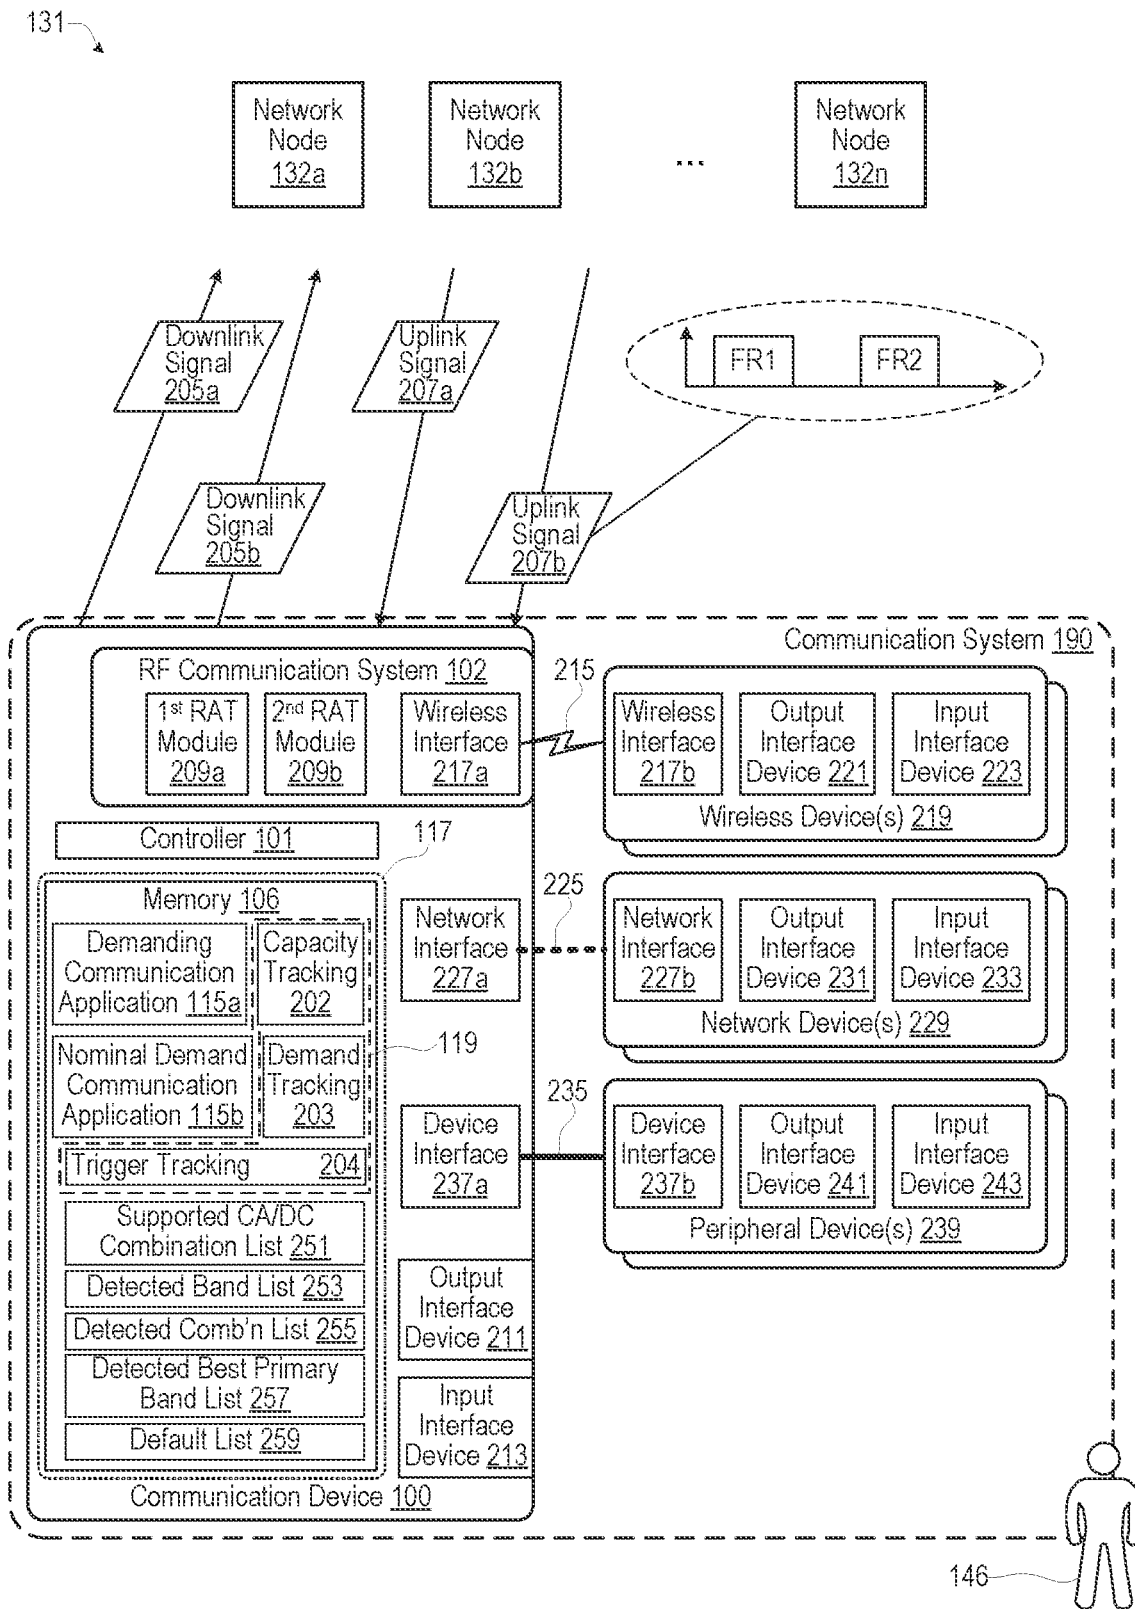 131
Network
Node
132a
Network
Node
132b
...
Network
Node
132n
Downlink
Signal
205a
Uplink
Signal
207a
FR1
FR2
Downlink
Signal
205b
Uplink
Signal
207b
Communication System 190
RF Communication System 102
1st RAT
Module
209a
2nd RAT
Module
209b
Wireless
Interface
217a
215
Wireless
Interface
217b
Output
Interface
Device 221
Input
Interface
Device 223
Wireless Device(s) 219
Controller 101
117
Memory 106
Demanding
Communication
Application 115a
Capacity
Tracking
202
Nominal Demand
Communication
Application 115b
Demand
Tracking
203
119
Trigger Tracking 204
Supported CA/DC
Combination List 251
Detected Band List 253
Detected Comb'n List 255
Detected Best Primary
Band List 257
Default List 259
Network
Interface
227a
225
Network
Interface
227b
Output
Interface
Device 231
Input
Interface
Device 233
Network Device(s) 229
Device
Interface
237a
235
Device
Interface
237b
Output
Interface
Device 241
Input
Interface
Device 243
Peripheral Device(s) 239
Output
Interface
Device 211
Input
Interface
Device 213
Communication Device 100
146